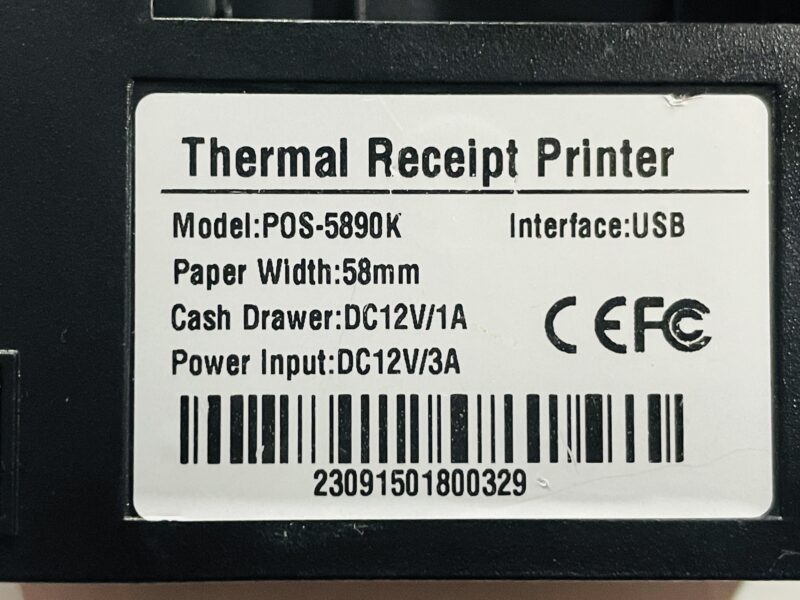 Thermal Receipt Printer
Model:POS-5890K Interface:USB
Paper Width:58mm
Cash Drawer:DC12V/1A
CE FC
Power Input:DC12V/3A
23091501800329